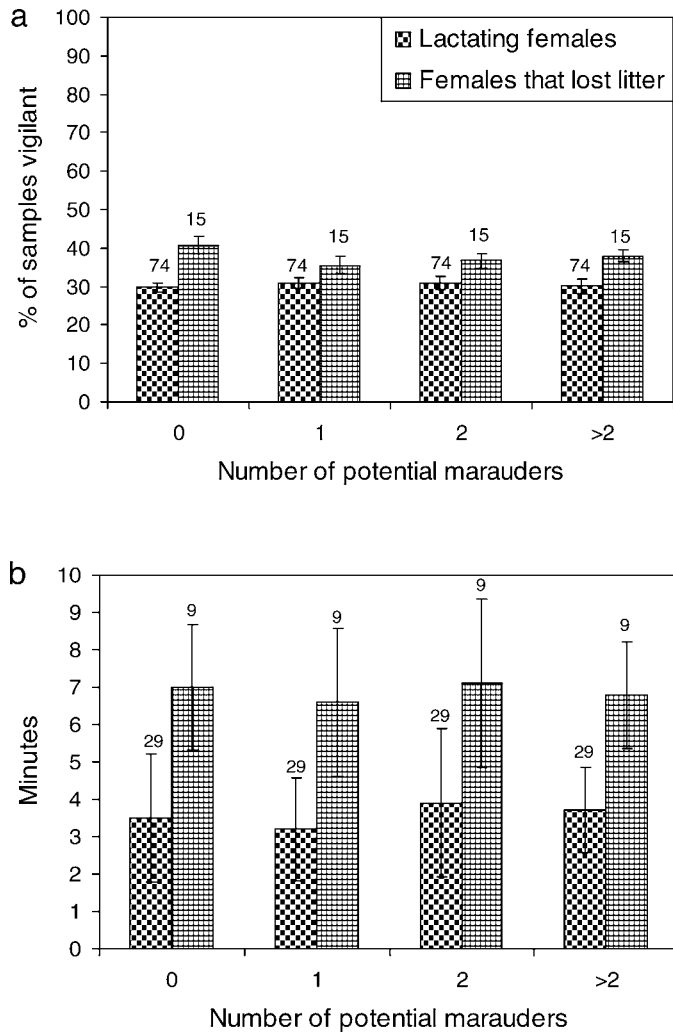 a
100
90
80
70
60
50
40
30
20
10
0
% of samples vigilant
Lactating females
Females that lost litter
74 15 74 15 74 15 74 15
0 1 2 >2
Number of potential marauders
b
10
9
8
7
6
5
4
3
2
1
0
Minutes
29 9 29 9 29 9 29 9
0 1 2 >2
Number of potential marauders